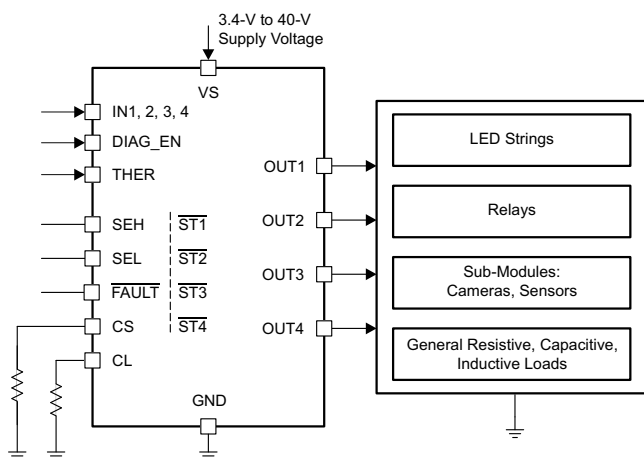 3.4-V to 40-V
Supply Voltage
VS
IN1, 2, 3, 4
DIAG_EN
THER
SEH
ST1
SEL
ST2
FAULT
ST3
CS
ST4
CL
GND
OUT1
OUT2
OUT3
OUT4
LED Strings
Relays
Sub-Modules:
Cameras, Sensors
General Resistive, Capacitive,
Inductive Loads